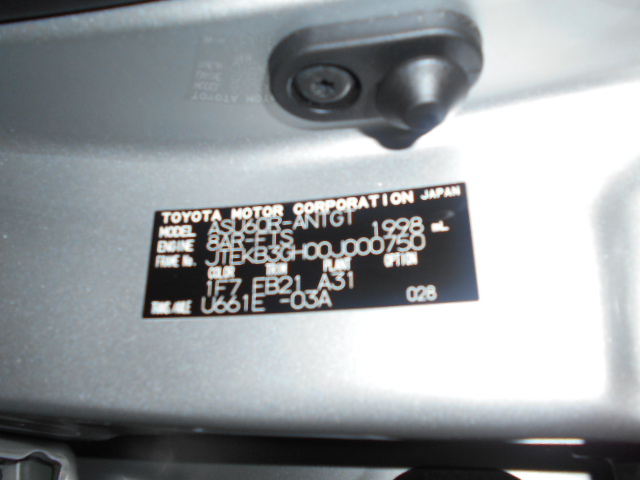 TOYOTA MOTOR CORPORATION JAPAN
MODEL ASU60R-ANTGT
ENGINE 8AR-FTS 1998 mL
FRAME No. JTEKB3GH00J000750
COLOR TRIM PLANT OPTION
1F7 FB21 A31
TRANS./AXLE U661E -03A 028